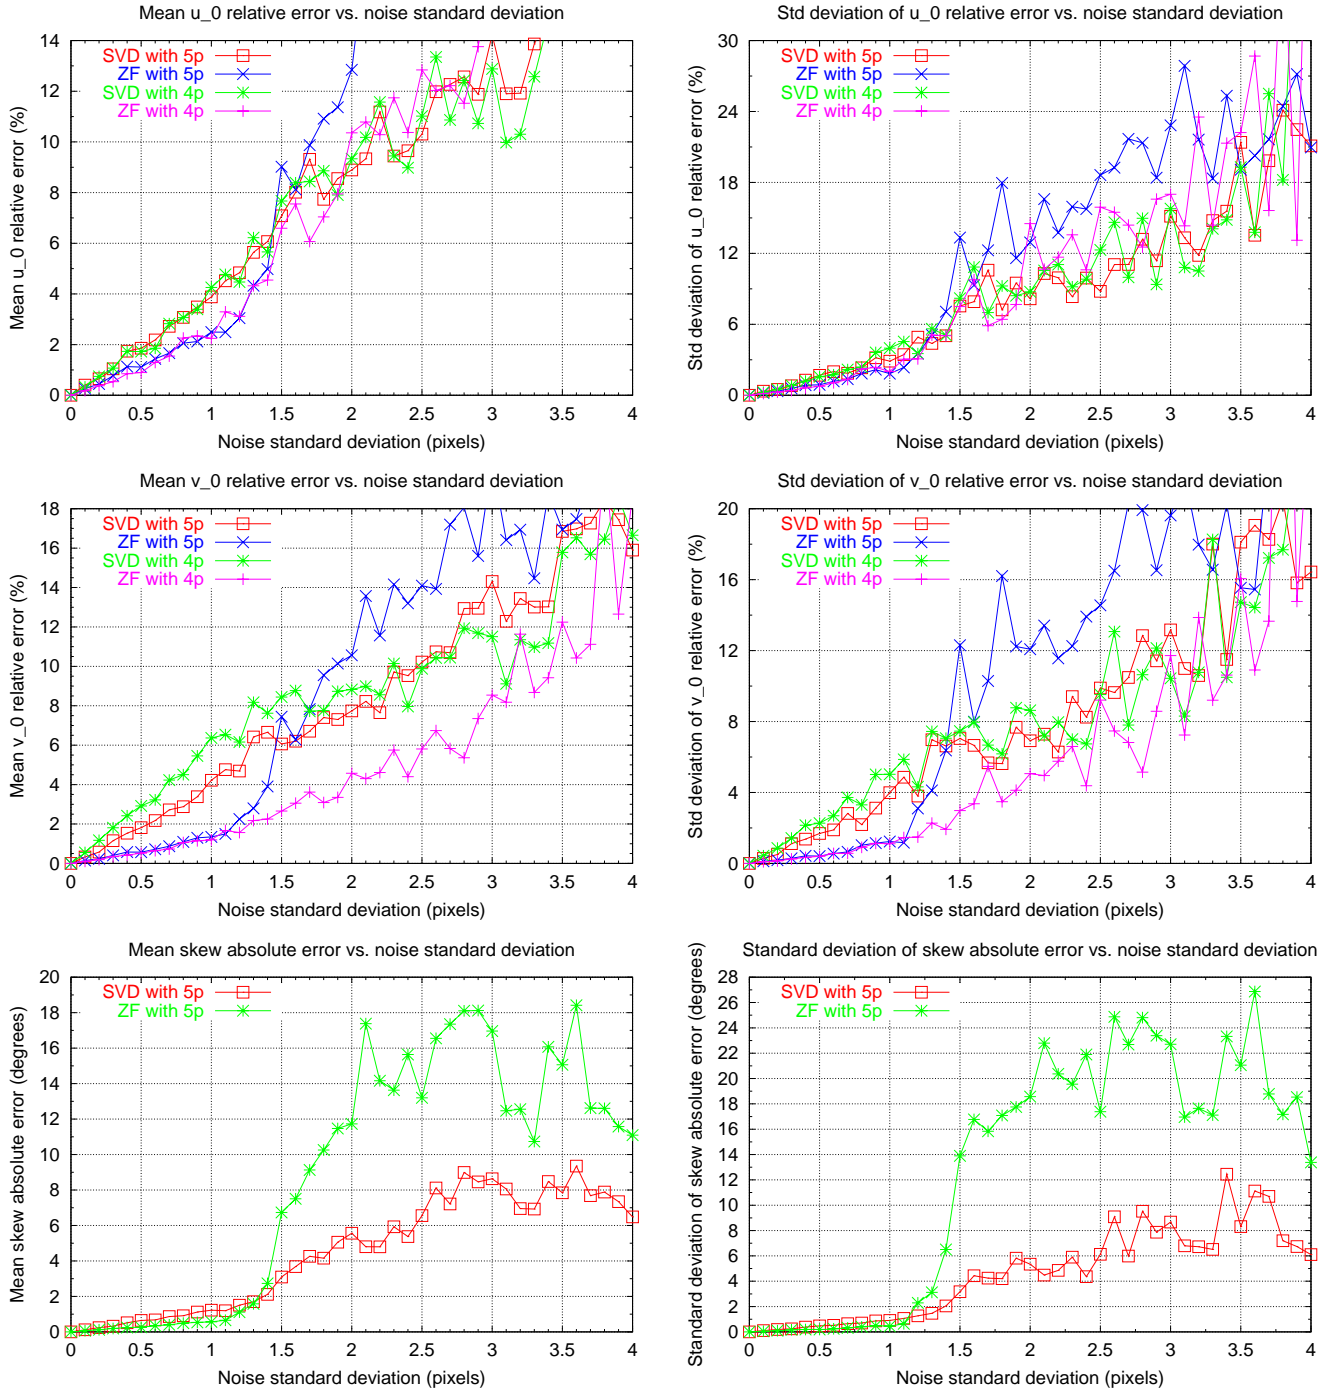 Mean u_0 relative error vs. noise standard deviation
Mean u_0 relative error (%)
14
12
10
8
6
4
2
0
SVD with 5p
ZF with 5p
SVD with 4p
ZF with 4p
0 0.5 1 1.5 2 2.5 3 3.5 4
Noise standard deviation (pixels)
Std deviation of u_0 relative error vs. noise standard deviation
Std deviation of u_0 relative error (%)
30
24
18
12
6
0
SVD with 5p
ZF with 5p
SVD with 4p
ZF with 4p
0 0.5 1 1.5 2 2.5 3 3.5 4
Noise standard deviation (pixels)
Mean v_0 relative error vs. noise standard deviation
Mean v_0 relative error (%)
18
16
14
12
10
8
6
4
2
0
SVD with 5p
ZF with 5p
SVD with 4p
ZF with 4p
0 0.5 1 1.5 2 2.5 3 3.5 4
Noise standard deviation (pixels)
Std deviation of v_0 relative error vs. noise standard deviation
Std deviation of v_0 relative error (%)
20
16
12
8
4
0
SVD with 5p
ZF with 5p
SVD with 4p
ZF with 4p
0 0.5 1 1.5 2 2.5 3 3.5 4
Noise standard deviation (pixels)
Mean skew absolute error vs. noise standard deviation
Mean skew absolute error (degrees)
20
18
16
14
12
10
8
6
4
2
0
SVD with 5p
ZF with 5p
0 0.5 1 1.5 2 2.5 3 3.5 4
Noise standard deviation (pixels)
Standard deviation of skew absolute error vs. noise standard deviation
Standard deviation of skew absolute error (degrees)
28
26
24
22
20
18
16
14
12
10
8
6
4
2
0
SVD with 5p
ZF with 5p
0 0.5 1 1.5 2 2.5 3 3.5 4
Noise standard deviation (pixels)